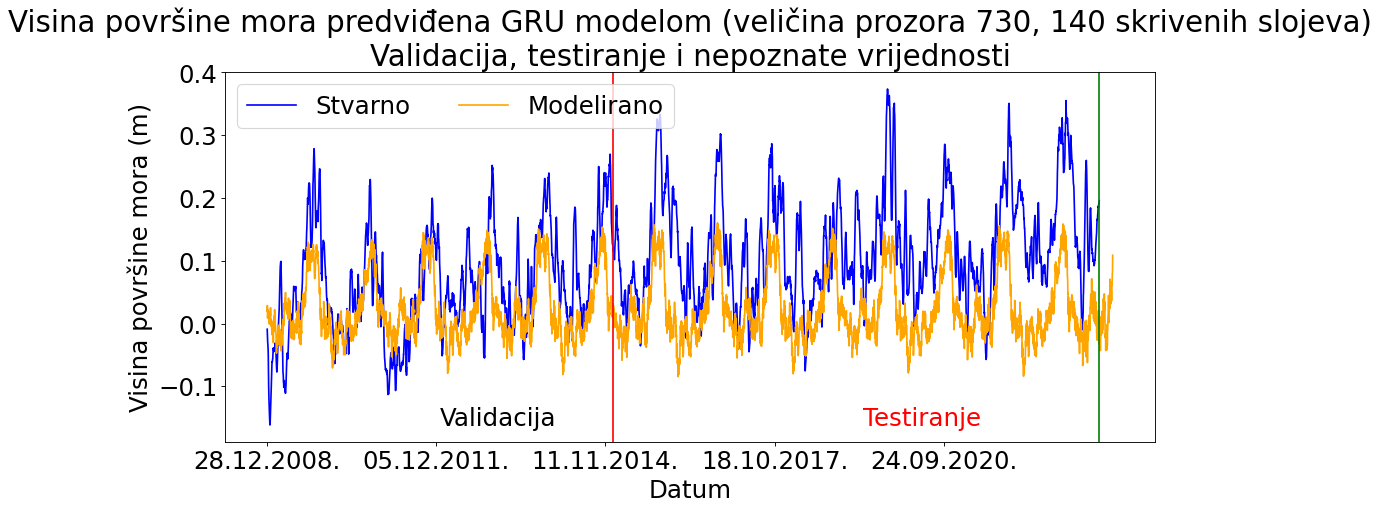 Visina površine mora predviđena GRU modelom (veličina prozora 730, 140 skrivenih slojeva)
Validacija, testiranje i nepoznate vrijednosti
Stvarno
Modelirano
0.4
0.3
0.2
0.1
0.0
−0.1
Visina površine mora (m)
Validacija
Testiranje
28.12.2008.
05.12.2011.
11.11.2014.
18.10.2017.
24.09.2020.
Datum